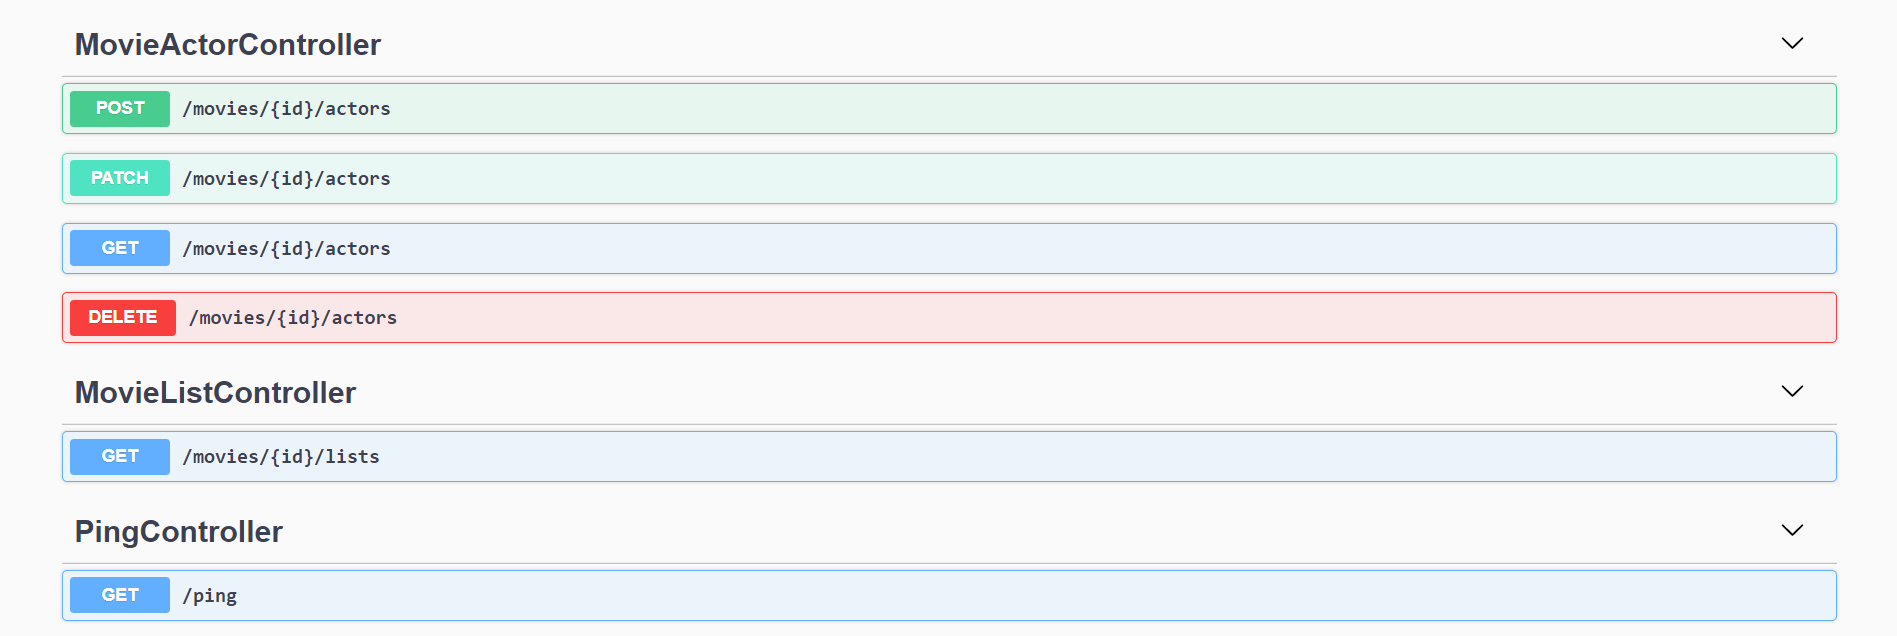 MovieActorController
POST /movies/{id}/actors
PATCH /movies/{id}/actors
GET /movies/{id}/actors
DELETE /movies/{id}/actors
MovieListController
GET /movies/{id}/lists
PingController
GET /ping